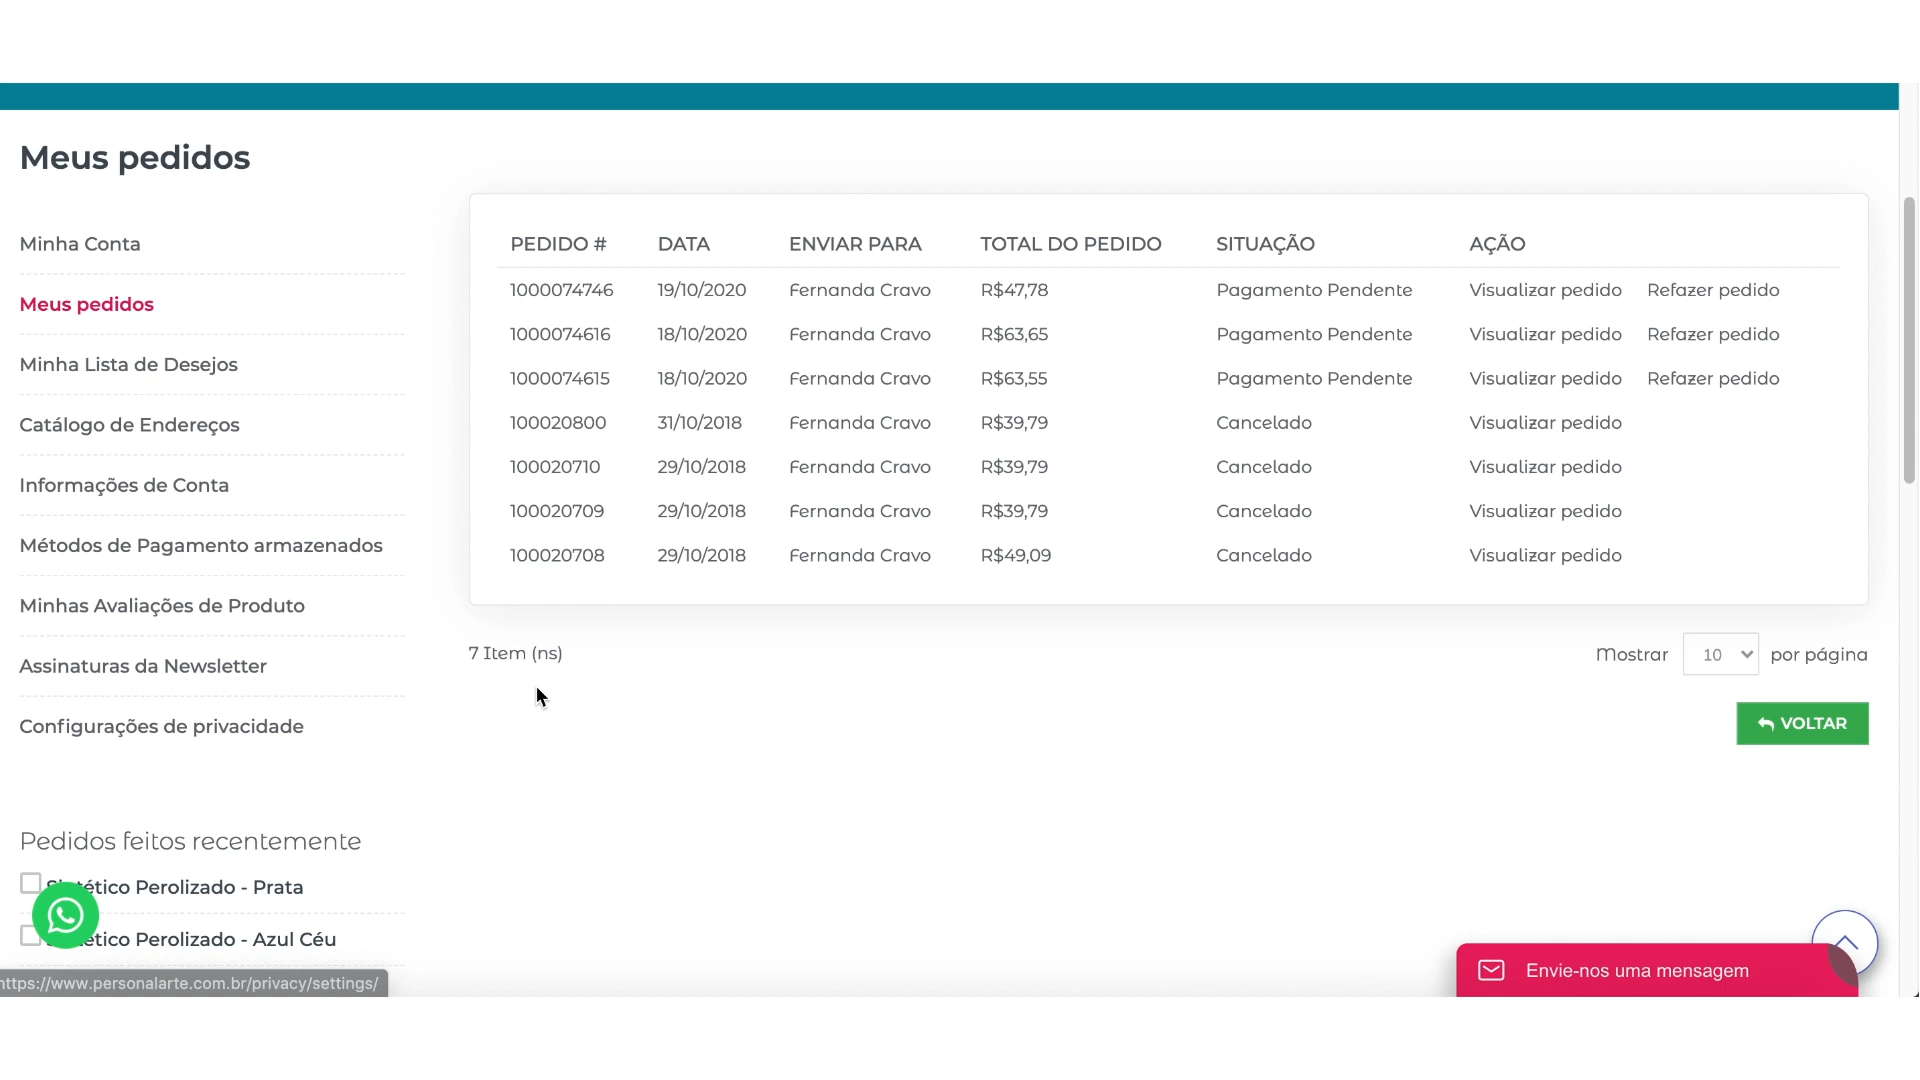 Meus pedidos
Minha Conta
Meus pedidos
Minha Lista de Desejos
Catálogo de Endereços
Informações de Conta
Métodos de Pagamento armazenados
Minhas Avaliações de Produto
Assinaturas da Newsletter
Configurações de privacidade
PEDIDO # DATA ENVIAR PARA TOTAL DO PEDIDO SITUAÇÃO AÇÃO
1000074746 19/10/2020 Fernanda Cravo R$47,78 Pagamento Pendente Visualizar pedido Refazer pedido
1000074616 18/10/2020 Fernanda Cravo R$63,65 Pagamento Pendente Visualizar pedido Refazer pedido
1000074615 18/10/2020 Fernanda Cravo R$63,55 Pagamento Pendente Visualizar pedido Refazer pedido
100020800 31/10/2018 Fernanda Cravo R$39,79 Cancelado Visualizar pedido
100020710 29/10/2018 Fernanda Cravo R$39,79 Cancelado Visualizar pedido
100020709 29/10/2018 Fernanda Cravo R$39,79 Cancelado Visualizar pedido
100020708 29/10/2018 Fernanda Cravo R$49,09 Cancelado Visualizar pedido
7 Item (ns)
Mostrar 10 por página
VOLTAR
Pedidos feitos recentemente
Perolizado - Prata
Perolizado - Azul Céu
https://www.personalarte.com.br/privacy/settings/
Envie-nos uma mensagem